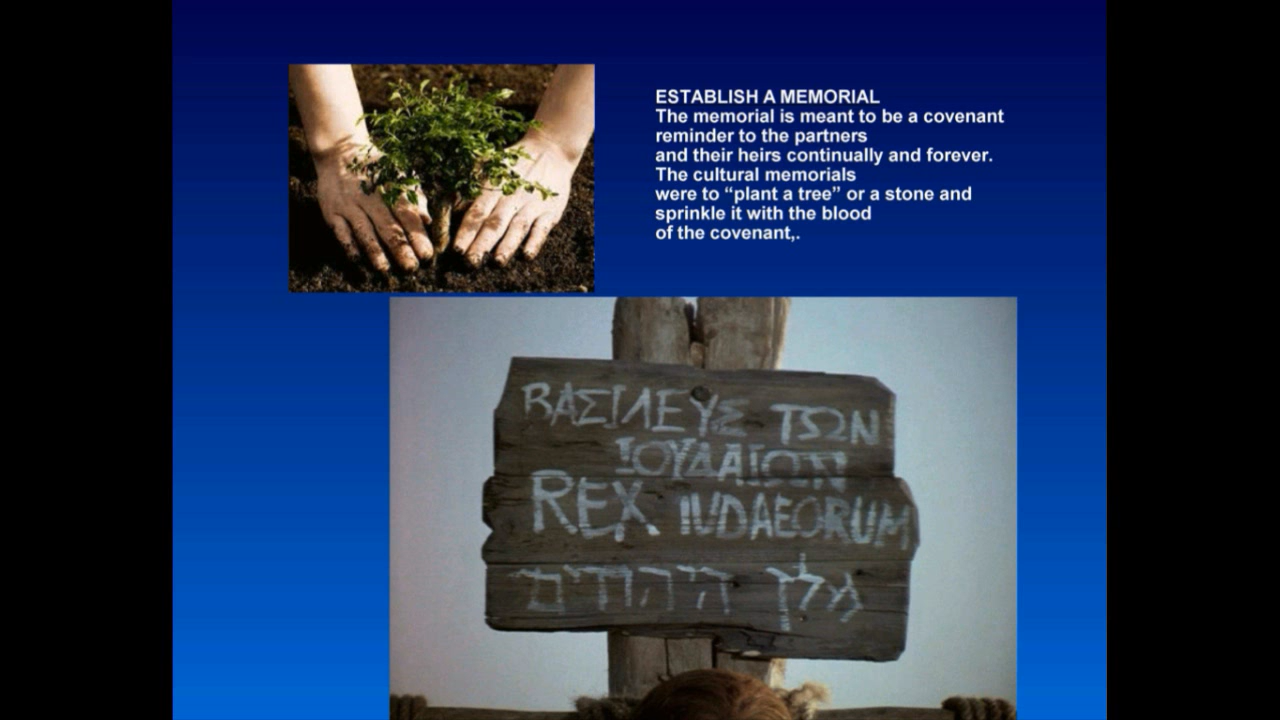 ESTABLISH A MEMORIAL
The memorial is meant to be a covenant
reminder to the partners
and their heirs continually and forever.
The cultural memorials
were to “plant a tree” or a stone and
sprinkle it with the blood
of the covenant,.
ΒΑΣΙΛΕΥΣ ΤΩΝ
ΙΟΥΔΑΙΩΝ
REX IVDAEORUM
מלך היהודים